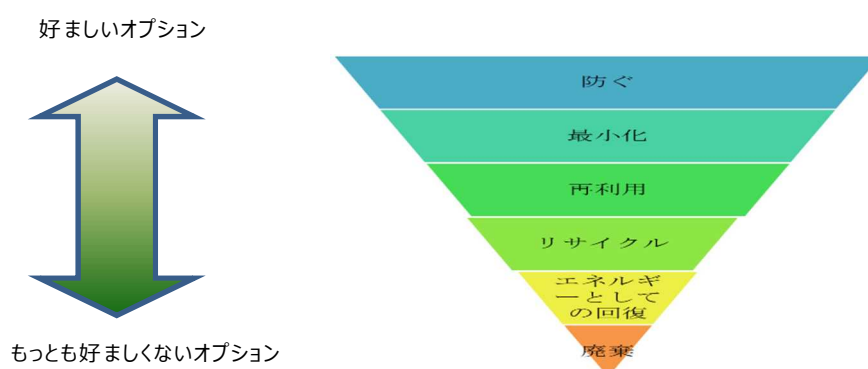 好ましいオプション
防ぐ
最小化
再利用
リサイクル
エネルギ
ーとして
の回復
廃棄
もっとも好ましくないオプション